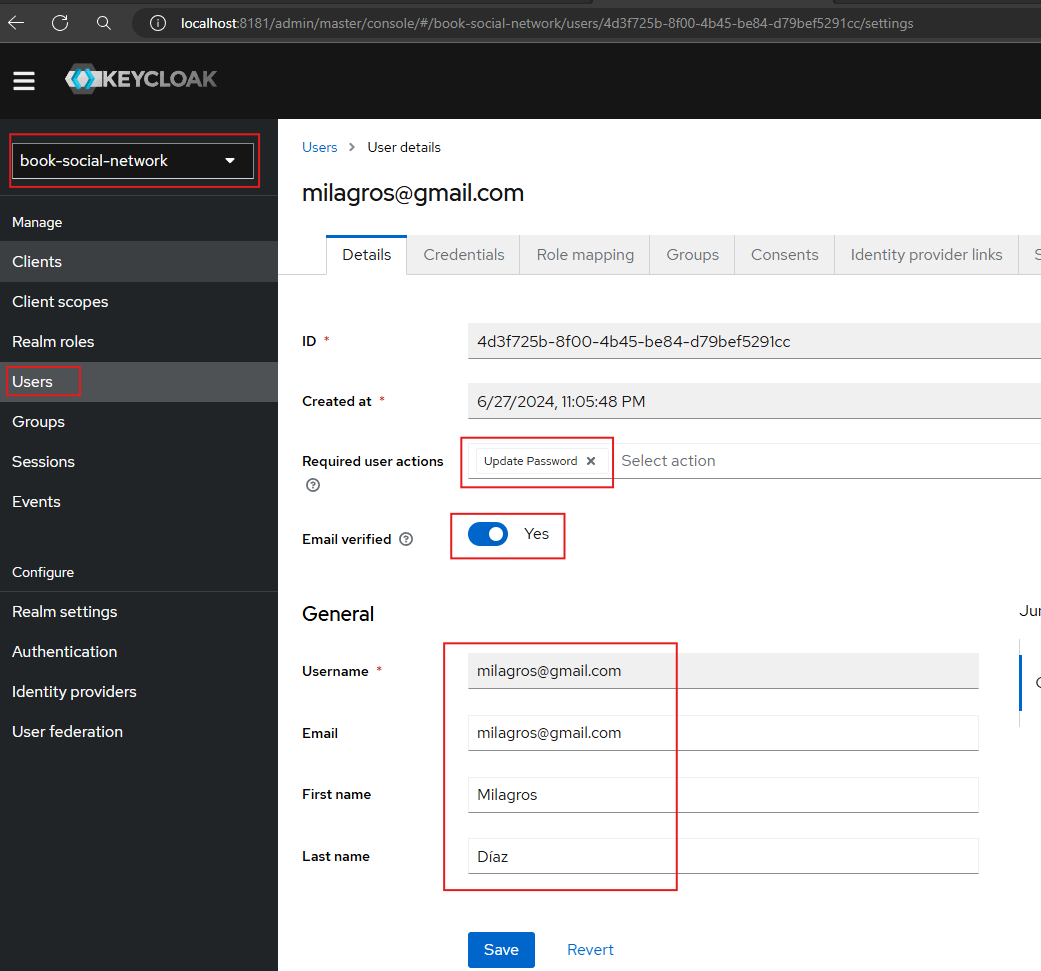 localhost:8181/admin/master/console/#/book-social-network/users/4d3f725b-8f00-4b45-be84-d79bef5291cc/settings
KEYCLOAK
book-social-network
Manage
Clients
Client scopes
Realm roles
Users
Groups
Sessions
Events
Configure
Realm settings
Authentication
Identity providers
User federation
Users > User details
milagros@gmail.com
Details Credentials Role mapping Groups Consents Identity provider links
ID * 4d3f725b-8f00-4b45-be84-d79bef5291cc
Created at * 6/27/2024, 11:05:48 PM
Required user actions Update Password Select action
Email verified Yes
General
Username * milagros@gmail.com
Email milagros@gmail.com
First name Milagros
Last name Díaz
Save Revert